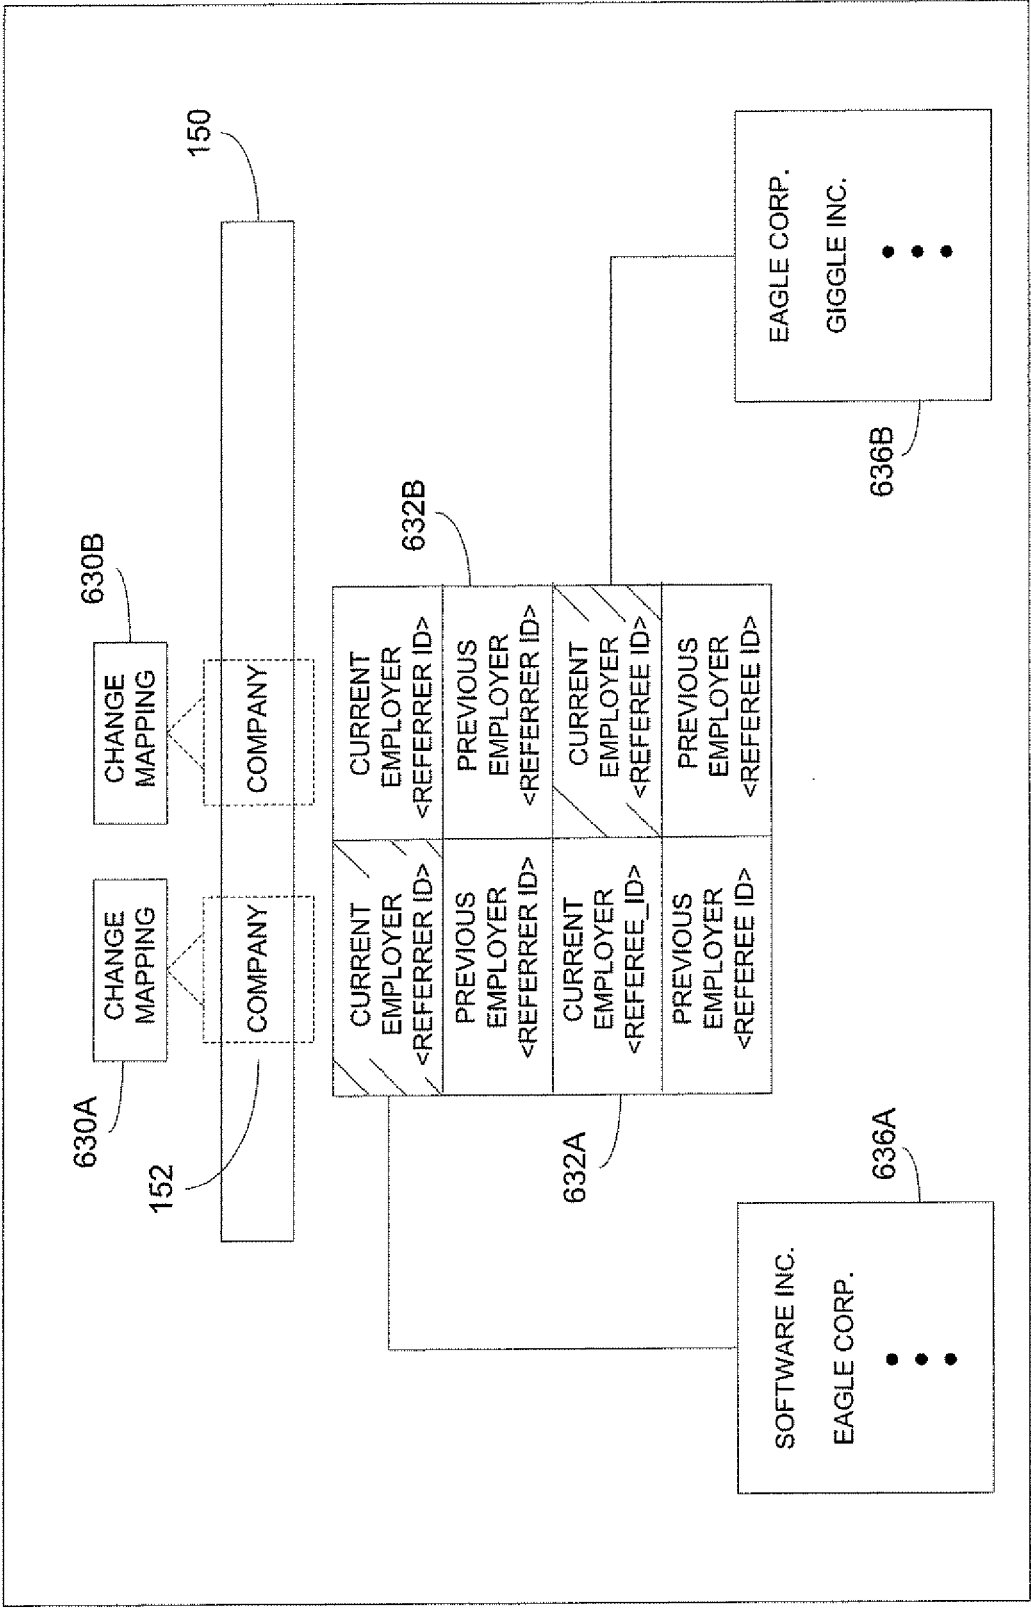 630A
CHANGE
MAPPING
630B
CHANGE
MAPPING
152
COMPANY
COMPANY
150
CURRENT
EMPLOYER
<REFERRER ID>
PREVIOUS
EMPLOYER
<REFERRER ID>
CURRENT
EMPLOYER
<REFEREE_ID>
PREVIOUS
EMPLOYER
<REFEREE ID>
632A
CURRENT
EMPLOYER
<REFERRER ID>
PREVIOUS
EMPLOYER
<REFERRER ID>
CURRENT
EMPLOYER
<REFEREE ID>
PREVIOUS
EMPLOYER
<REFEREE ID>
632B
636A
SOFTWARE INC.
EAGLE CORP.
636B
EAGLE CORP.
GIGGLE INC.